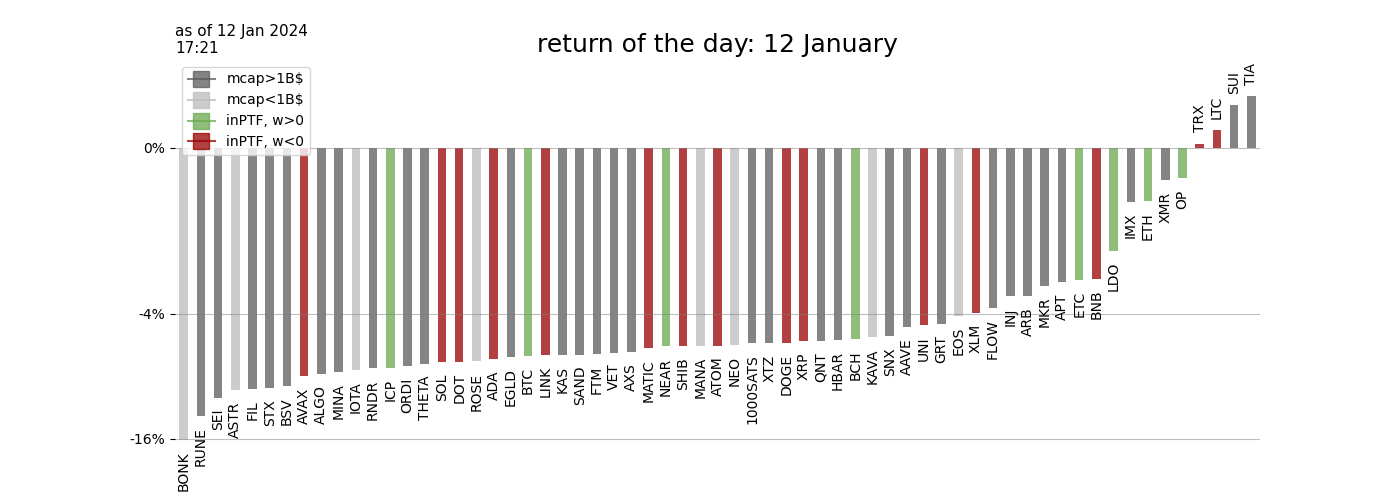 as of 12 Jan 2024
17:21
return of the day: 12 January
mcap>1B$
mcap<1B$
inPTF, w>0
inPTF, w<0
0%
-4%
-16%
BONK
RUNE
SEI
ASTR
FIL
STX
BSV
AVAX
ALGO
MINA
IOTA
RNDR
ICP
ORDI
THETA
SOL
DOT
ROSE
ADA
EGLD
BTC
LINK
KAS
SAND
FTM
VET
AXS
MATIC
NEAR
SHIB
MANA
ATOM
NEO
1000SATS
XTZ
DOGE
XRP
QNT
HBAR
BCH
KAVA
SNX
AAVE
UNI
GRT
EOS
XLM
FLOW
INJ
ARB
MKR
APT
ETC
BNB
LDO
IMX
ETH
XMR
OP
TRX
LTC
SUI
TIA